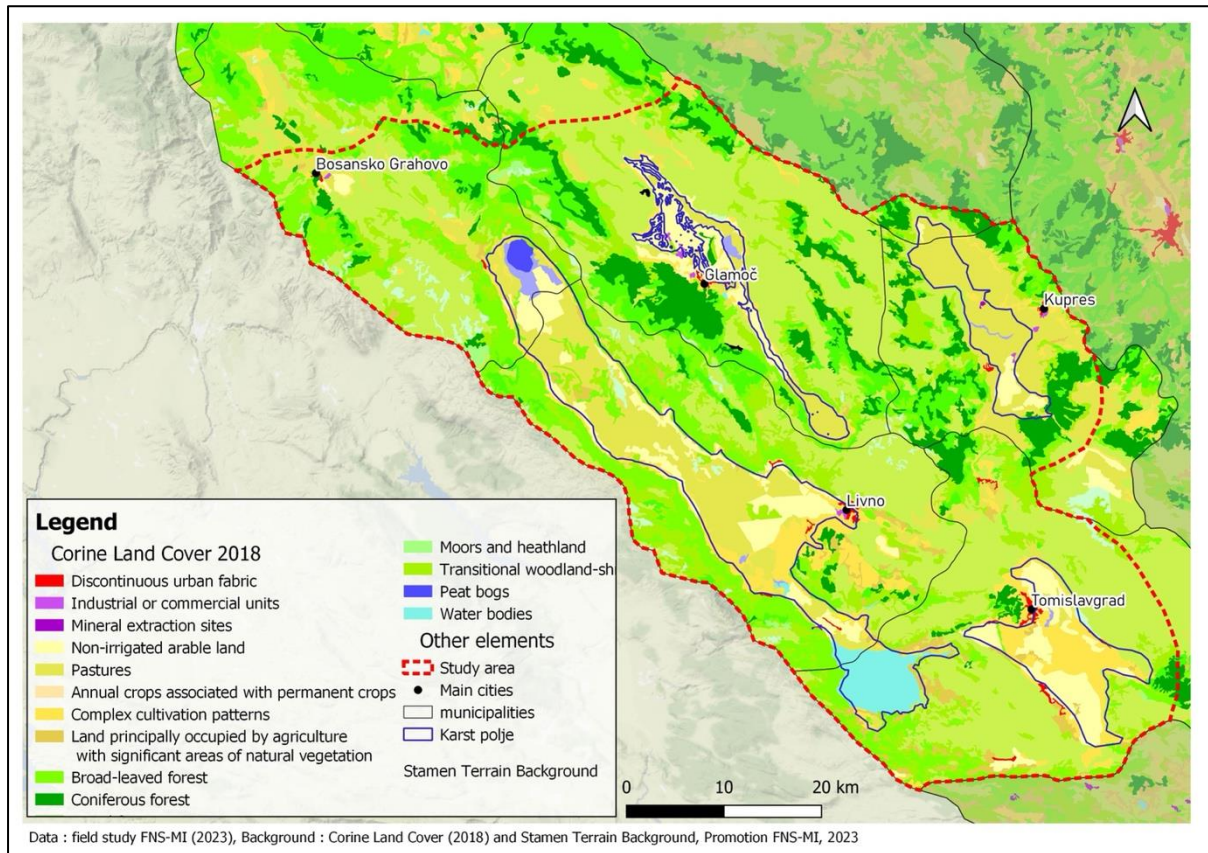 Bosansko Grahovo
Glamoč
Kupres
Livno
Tomislavgrad
Legend
Corine Land Cover 2018
Discontinuous urban fabric
Industrial or commercial units
Mineral extraction sites
Non-irrigated arable land
Pastures
Annual crops associated with permanent crops
Complex cultivation patterns
Land principally occupied by agriculture
with significant areas of natural vegetation
Broad-leaved forest
Coniferous forest
Moors and heathland
Transitional woodland-sh
Peat bogs
Water bodies
Other elements
Study area
Main cities
municipalities
Karst polje
Stamen Terrain Background
0 10 20 km
Data : field study FNS-MI (2023), Background : Corine Land Cover (2018) and Stamen Terrain Background, Promotion FNS-MI, 2023